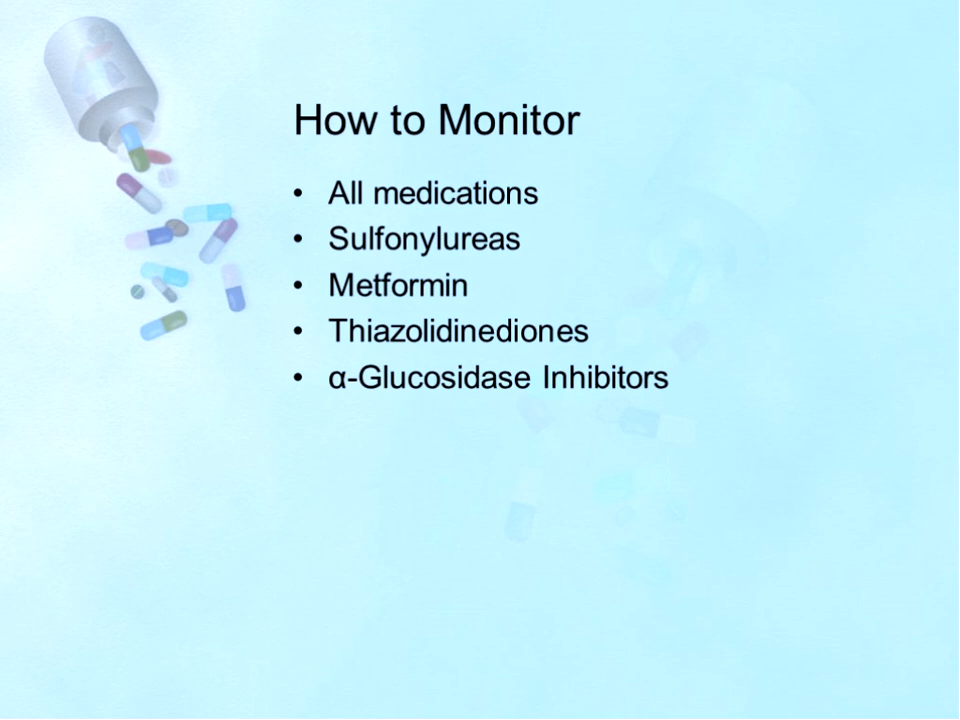 How to Monitor
• All medications
• Sulfonylureas
• Metformin
• Thiazolidinediones
• α-Glucosidase Inhibitors